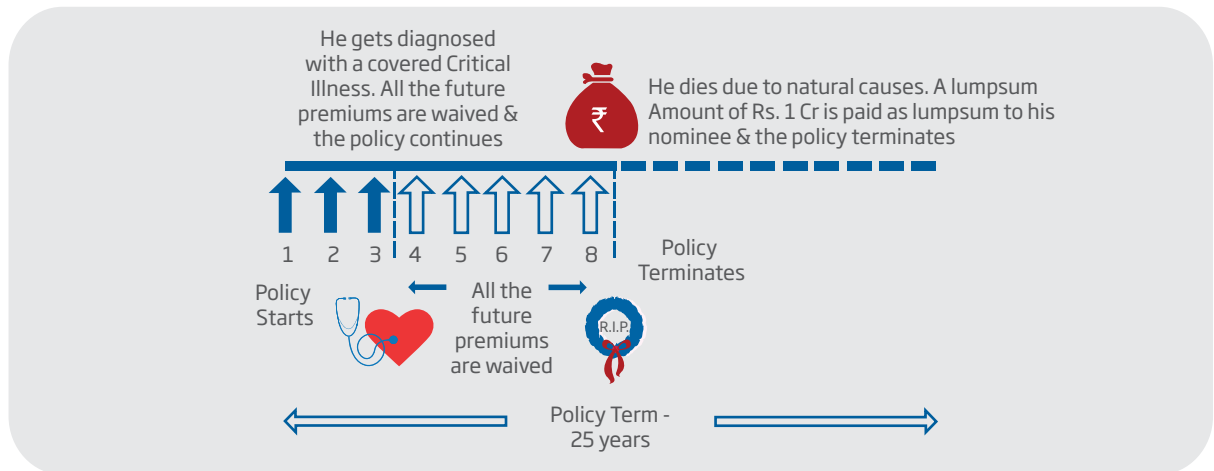 He gets diagnosed
with a covered Critical
Illness. All the future
premiums are waived &
the policy continues
₹
He dies due to natural causes. A lumpsum
Amount of Rs. 1 Cr is paid as lumpsum to his
nominee & the policy terminates
1 2 3 4 5 6 7 8
Policy
Terminates
Policy
Starts
All the
future
premiums
are waived
R.I.P.
Policy Term -
25 years